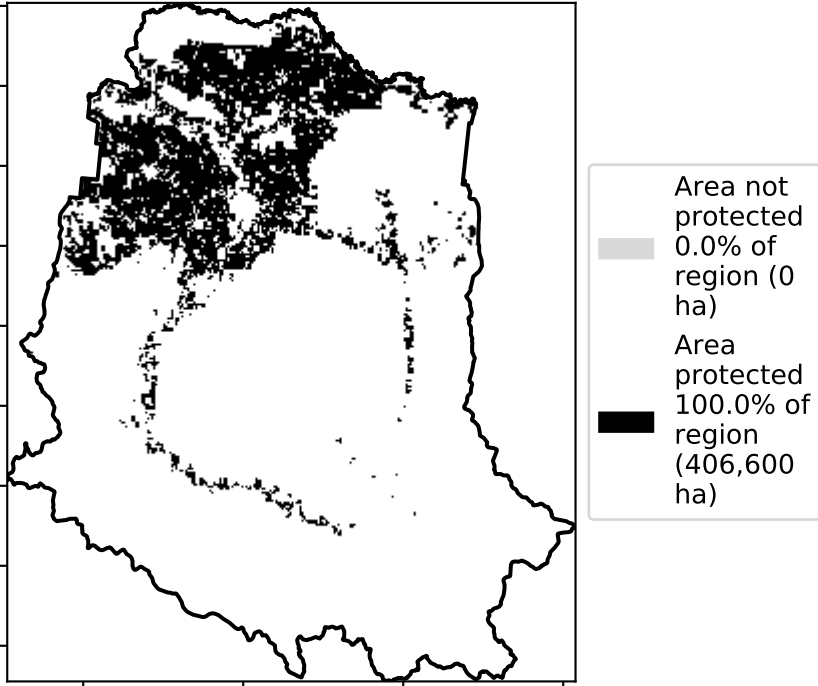 Area not
protected
0.0% of
region (0
ha)
Area
protected
100.0% of
region
(406,600
ha)